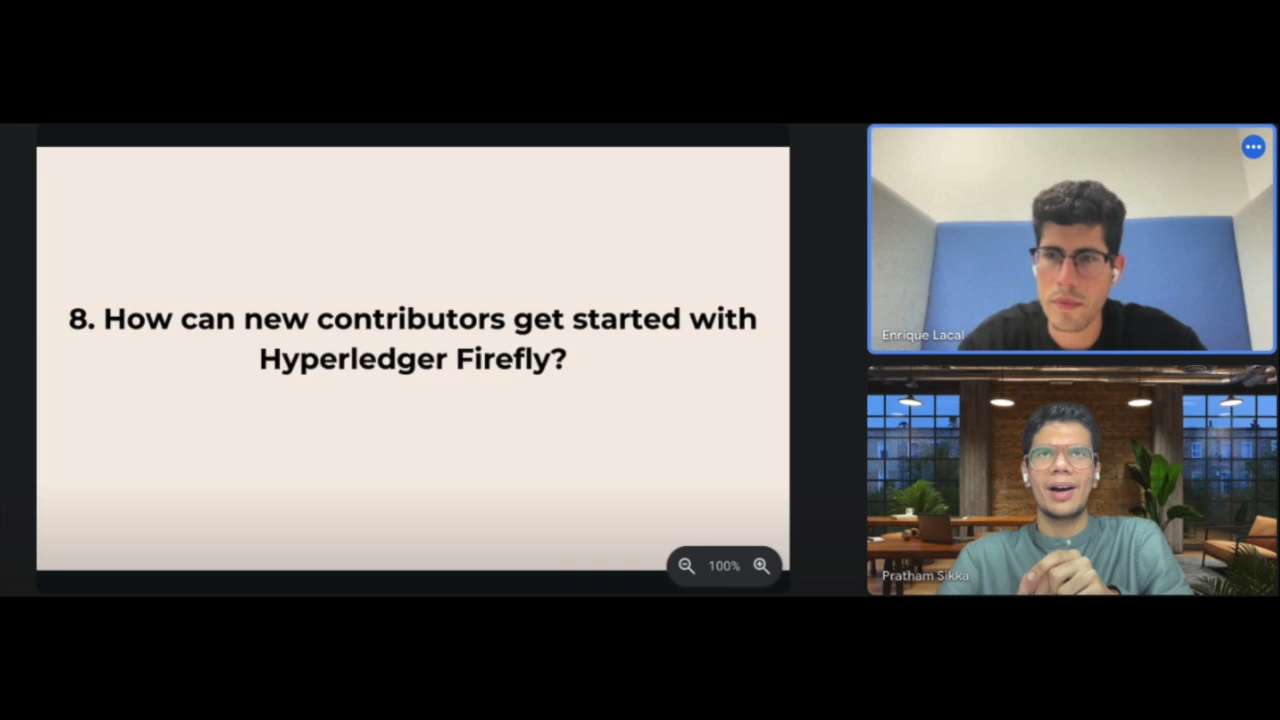 8. How can new contributors get started with
Hyperledger Firefly?
100%
Enrique Lacal
Pratham Sikka